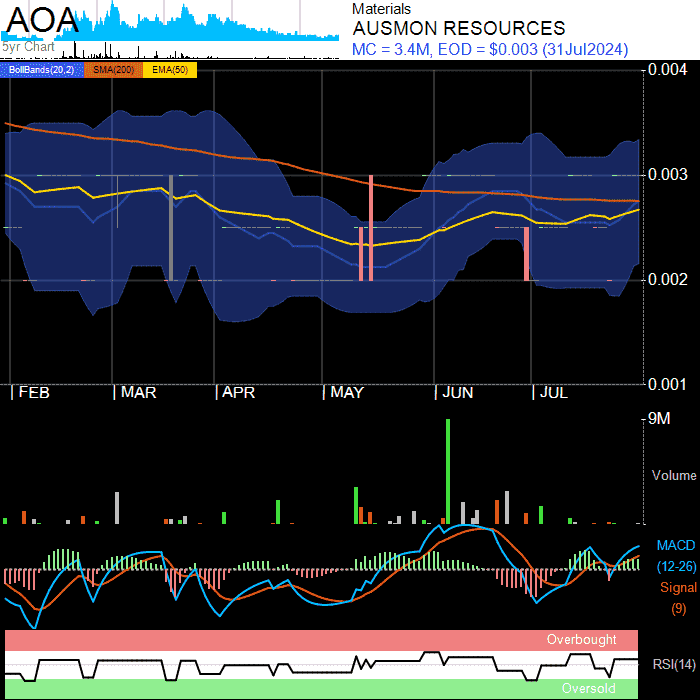 AOA
5yr Chart
Materials
AUSMON RESOURCES
MC = 3.4M, EOD = $0.003 (31Jul2024)
BollBands(20,2) SMA(200) EMA(50)
0.004
0.003
0.002
0.001
FEB MAR APR MAY JUN JUL
9M
Volume
MACD
(12-26)
Signal
(9)
Overbought
RSI(14)
Oversold